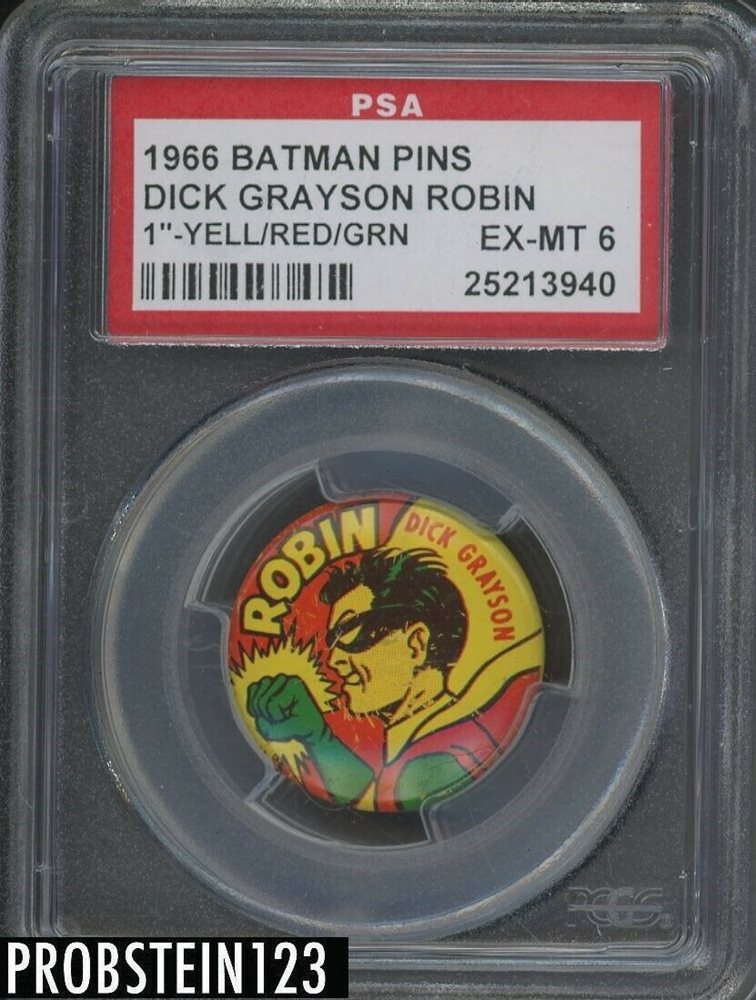 PSA
1966 BATMAN PINS
DICK GRAYSON ROBIN
1"-YELL/RED/GRN EX-MT 6
25213940
ROBIN
DICK GRAYSON
PROBSTEIN123